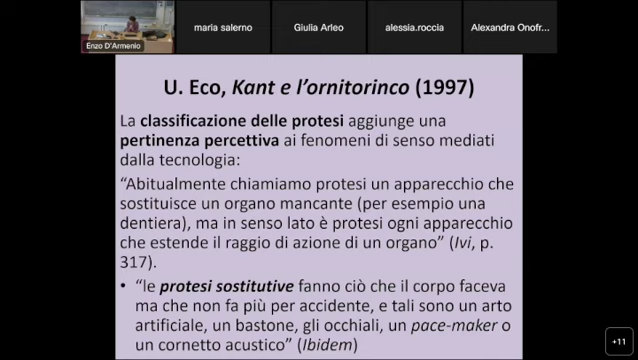 maria salerno
Giulia Arleo
alessia.roccia
Alexandra Onofr...
Enzo D'Armenio
U. Eco, Kant e l'ornitorinco (1997)
La classificazione delle protesi aggiunge una
pertinenza percettiva ai fenomeni di senso mediati
dalla tecnologia:
“Abitualmente chiamiamo protesi un apparecchio che
sostituisce un organo mancante (per esempio una
dentiera), ma in senso lato è protesi ogni apparecchio
che estende il raggio di azione di un organo” (Ivi, p.
317).
• “le protesi sostitutive fanno ciò che il corpo faceva
ma che non fa più per accidente, e tali sono un arto
artificiale, un bastone, gli occhiali, un pace-maker o
un cornetto acustico” (Ibidem)
+11